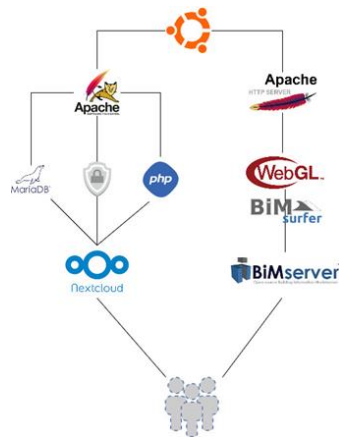 Apache
HTTP SERVER
Apache
MariaDB
php
WebGL
BiM
surfer
Nextcloud
BiMserver